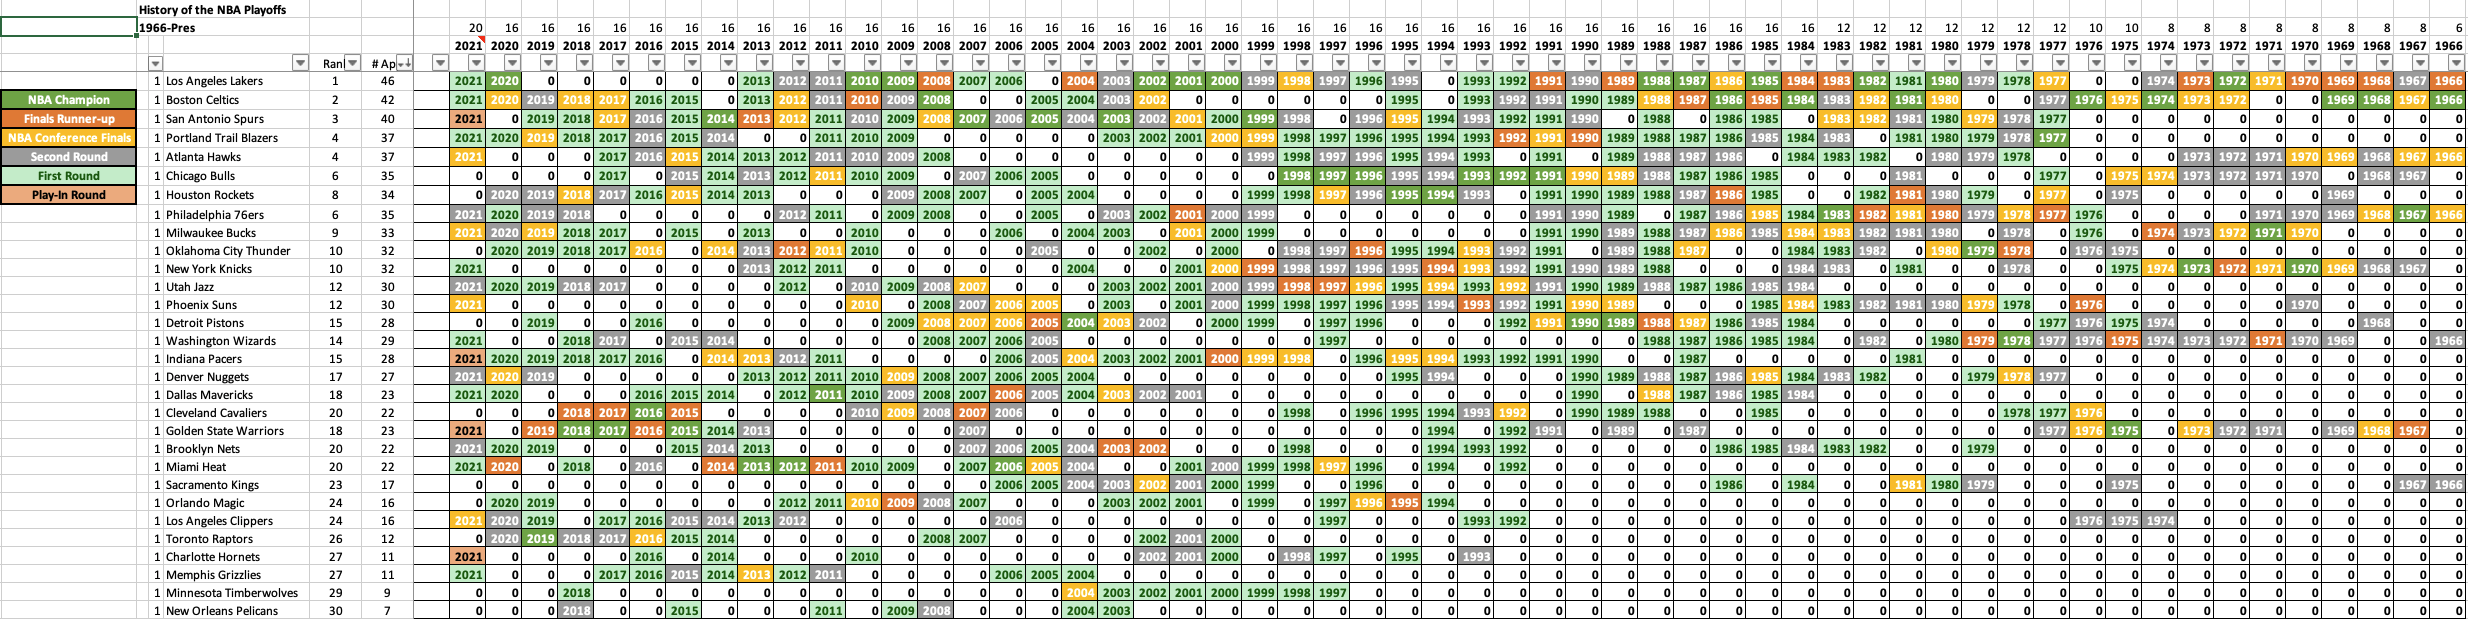 History of the NBA Playoffs
1966-Pres 20 16 16 16 16 16 16 16 16 16 16 16 16 16 16 16 16 16 16 16 16 16 16 16 16 16 16 16 16 16 16 16 16 16 16 16 16 16 12 12 12 12 12 12 12 10 10 8 8 8 8 8 8 8 8 6
2021 2020 2019 2018 2017 2016 2015 2014 2013 2012 2011 2010 2009 2008 2007 2006 2005 2004 2003 2002 2001 2000 1999 1998 1997 1996 1995 1994 1993 1992 1991 1990 1989 1988 1987 1986 1985 1984 1983 1982 1981 1980 1979 1978 1977 1976 1975 1974 1973 1972 1971 1970 1969 1968 1967 1966
Ran # Ap
1 Los Angeles Lakers 1 46 2021 2020 0 0 0 0 0 0 2013 2012 2011 2010 2009 2008 2007 2006 0 2004 2003 2002 2001 2000 1999 1998 1997 1996 1995 0 1993 1992 1991 1990 1989 1988 1987 1986 1985 1984 1983 1982 1981 1980 1979 1978 1977 0 0 1974 1973 1972 1971 1970 1969 1968 1967 1966
NBA Champion 1 Boston Celtics 2 42 2021 2020 2019 2018 2017 2016 2015 0 2013 2012 2011 2010 2009 2008 0 0 2005 2004 2003 2002 0 0 0 0 0 0 1995 0 1993 1992 1991 1990 1989 1988 1987 1986 1985 1984 1983 1982 1981 1980 0 0 1977 1976 1975 1974 1973 1972 0 0 1969 1968 1967 1966
Finals Runner-up 1 San Antonio Spurs 3 40 2021 0 2019 2018 2017 2016 2015 2014 2013 2012 2011 2010 2009 2008 2007 2006 2005 2004 2003 2002 2001 2000 1999 1998 0 1996 1995 1994 1993 1992 1991 1990 0 1988 0 1986 1985 0 1983 1982 1981 1980 1979 1978 1977 0 0 0 0 0 0 0 0 0 0 0
NBA Conference Finals 1 Portland Trail Blazers 4 37 2021 2020 2019 2018 2017 2016 2015 2014 0 0 2011 2010 2009 0 0 0 0 0 2003 2002 2001 2000 1999 1998 1997 1996 1995 1994 1993 1992 1991 1990 1989 1988 1987 1986 1985 1984 1983 0 1981 1980 1979 1978 1977 0 0 0 0 0 0 0 0 0 0 0
Second Round 1 Atlanta Hawks 4 37 2021 0 0 0 2017 2016 2015 2014 2013 2012 2011 2010 2009 2008 0 0 0 0 0 0 0 0 1999 1998 1997 1996 1995 1994 1993 0 1991 0 1989 1988 1987 1986 0 1984 1983 1982 0 1980 1979 1978 0 0 0 0 1973 1972 1971 1970 1969 1968 1967 1966
First Round 1 Chicago Bulls 6 35 0 0 0 0 2017 0 2015 2014 2013 2012 2011 2010 2009 0 2007 2006 2005 0 0 0 0 0 0 1998 1997 1996 1995 1994 1993 1992 1991 1990 1989 1988 1987 1986 1985 0 0 0 1981 0 0 0 1977 0 1975 1974 1973 1972 1971 1970 0 1968 1967 0
Play-In Round 1 Houston Rockets 8 34 0 2020 2019 2018 2017 2016 2015 2014 2013 0 0 0 2009 2008 2007 0 2005 2004 0 0 0 0 1999 1998 1997 1996 1995 1994 1993 0 1991 1990 1989 1988 1987 1986 1985 0 0 1982 1981 1980 1979 0 1977 0 1975 0 0 0 0 0 1969 0 0 0
1 Philadelphia 76ers 6 35 2021 2020 2019 2018 0 0 0 0 0 2012 2011 0 2009 2008 0 0 2005 0 2003 2002 2001 2000 1999 0 0 0 0 0 0 0 1991 1990 1989 0 1987 1986 1985 1984 1983 1982 1981 1980 1979 1978 1977 1976 0 0 0 0 1971 1970 1969 1968 1967 1966
1 Milwaukee Bucks 9 33 2021 2020 2019 2018 2017 0 2015 0 2013 0 0 2010 0 0 0 2006 0 2004 2003 0 2001 2000 1999 0 0 0 0 0 0 0 1991 1990 1989 1988 1987 1986 1985 1984 1983 1982 1981 1980 0 1978 0 1976 0 1974 1973 1972 1971 1970 0 0 0 0
1 Oklahoma City Thunder 10 32 0 2020 2019 2018 2017 2016 0 2014 2013 2012 2011 2010 0 0 0 0 2005 0 0 2002 0 2000 0 1998 1997 1996 1995 1994 1993 1992 1991 0 1989 1988 1987 0 0 1984 1983 1982 0 1980 1979 1978 0 1976 1975 0 0 0 0 0 0 0 0 0
1 New York Knicks 10 32 2021 0 0 0 0 0 0 0 2013 2012 2011 0 0 0 0 0 0 2004 0 0 2001 2000 1999 1998 1997 1996 1995 1994 1993 1992 1991 1990 1989 1988 0 0 0 1984 1983 0 1981 0 0 1978 0 0 1975 1974 1973 1972 1971 1970 1969 1968 1967 0
1 Utah Jazz 12 30 2021 2020 2019 2018 2017 0 0 0 0 2012 0 2010 2009 2008 2007 0 0 0 2003 2002 2001 2000 1999 1998 1997 1996 1995 1994 1993 1992 1991 1990 1989 1988 1987 1986 1985 1984 0 0 0 0 0 0 0 0 0 0 0 0 0 0 0 0 0 0
1 Phoenix Suns 12 30 2021 0 0 0 0 0 0 0 0 0 0 2010 0 2008 2007 2006 2005 0 2003 0 2001 2000 1999 1998 1997 1996 1995 1994 1993 1992 1991 1990 1989 0 0 0 1985 1984 1983 1982 1981 1980 1979 1978 0 1976 0 0 0 0 0 1970 0 0 0 0
1 Detroit Pistons 15 28 0 0 2019 0 0 2016 0 0 0 0 0 0 2009 2008 2007 2006 2005 2004 2003 2002 0 2000 1999 0 1997 1996 0 0 0 1992 1991 1990 1989 1988 1987 1986 1985 1984 0 0 0 0 0 0 1977 1976 1975 1974 0 0 0 0 0 1968 0 0
1 Washington Wizards 14 29 2021 0 0 2018 2017 0 2015 2014 0 0 0 0 0 2008 2007 2006 2005 0 0 0 0 0 0 0 1997 0 0 0 0 0 0 0 0 1988 1987 1986 1985 1984 0 1982 0 1980 1979 1978 1977 1976 1975 1974 1973 1972 1971 1970 1969 0 0 1966
1 Indiana Pacers 15 28 2021 2020 2019 2018 2017 2016 0 2014 2013 2012 2011 0 0 0 0 2006 2005 2004 2003 2002 2001 2000 1999 1998 0 1996 1995 1994 1993 1992 1991 1990 0 0 1987 0 0 0 0 0 1981 0 0 0 0 0 0 0 0 0 0 0 0 0 0 0
1 Denver Nuggets 17 27 2021 2020 2019 0 0 0 0 0 2013 2012 2011 2010 2009 2008 2007 2006 2005 2004 0 0 0 0 0 0 0 0 1995 1994 0 0 0 1990 1989 1988 1987 1986 1985 1984 1983 1982 0 0 1979 1978 1977 0 0 0 0 0 0 0 0 0 0 0
1 Dallas Mavericks 18 23 2021 2020 0 0 0 2016 2015 2014 0 2012 2011 2010 2009 2008 2007 2006 2005 2004 2003 2002 2001 0 0 0 0 0 0 0 0 0 0 1990 0 1988 1987 1986 1985 1984 0 0 0 0 0 0 0 0 0 0 0 0 0 0 0 0 0 0
1 Cleveland Cavaliers 20 22 0 0 0 2018 2017 2016 2015 0 0 0 0 2010 2009 2008 2007 2006 0 0 0 0 0 0 0 1998 0 1996 1995 1994 1993 1992 0 1990 1989 1988 0 0 1985 0 0 0 0 0 0 1978 1977 1976 0 0 0 0 0 0 0 0 0 0
1 Golden State Warriors 18 23 2021 0 2019 2018 2017 2016 2015 2014 2013 0 0 0 0 0 2007 0 0 0 0 0 0 0 0 0 0 0 0 1994 0 1992 1991 0 1989 0 1987 0 0 0 0 0 0 0 0 0 1977 1976 1975 0 1973 1972 1971 0 1969 1968 1967 0
1 Brooklyn Nets 20 22 2021 2020 2019 0 0 0 2015 2014 2013 0 0 0 0 0 2007 2006 2005 2004 2003 2002 0 0 0 1998 0 0 0 1994 1993 1992 0 0 0 0 0 1986 1985 1984 1983 1982 0 0 1979 0 0 0 0 0 0 0 0 0 0 0 0 0
1 Miami Heat 20 22 2021 2020 0 2018 0 2016 0 2014 2013 2012 2011 2010 2009 0 2007 2006 2005 2004 0 0 2001 2000 1999 1998 1997 1996 0 1994 0 1992 0 0 0 0 0 0 0 0 0 0 0 0 0 0 0 0 0 0 0 0 0 0 0 0 0 0
1 Sacramento Kings 23 17 0 0 0 0 0 0 0 0 0 0 0 0 0 0 0 2006 2005 2004 2003 2002 2001 2000 1999 0 0 1996 0 0 0 0 0 0 0 0 0 1986 0 1984 0 0 1981 1980 1979 0 0 0 1975 0 0 0 0 0 0 0 1967 1966
1 Orlando Magic 24 16 0 2020 2019 0 0 0 0 0 0 2012 2011 2010 2009 2008 2007 0 0 0 2003 2002 2001 0 1999 0 1997 1996 1995 1994 0 0 0 0 0 0 0 0 0 0 0 0 0 0 0 0 0 0 0 0 0 0 0 0 0 0 0 0
1 Los Angeles Clippers 24 16 2021 2020 2019 0 2017 2016 2015 2014 2013 2012 0 0 0 0 0 2006 0 0 0 0 0 0 0 0 1997 0 0 0 1993 1992 0 0 0 0 0 0 0 0 0 0 0 0 0 0 0 1976 1975 1974 0 0 0 0 0 0 0 0
1 Toronto Raptors 26 12 0 2020 2019 2018 2017 2016 2015 2014 0 0 0 0 0 2008 2007 0 0 0 0 2002 2001 2000 0 0 0 0 0 0 0 0 0 0 0 0 0 0 0 0 0 0 0 0 0 0 0 0 0 0 0 0 0 0 0 0 0 0
1 Charlotte Hornets 27 11 2021 0 0 0 0 2016 0 2014 0 0 0 2010 0 0 0 0 0 0 0 2002 2001 2000 0 1998 1997 0 1995 0 1993 0 0 0 0 0 0 0 0 0 0 0 0 0 0 0 0 0 0 0 0 0 0 0 0 0 0 0
1 Memphis Grizzlies 27 11 2021 0 0 0 2017 2016 2015 2014 2013 2012 2011 0 0 0 0 2006 2005 2004 0 0 0 0 0 0 0 0 0 0 0 0 0 0 0 0 0 0 0 0 0 0 0 0 0 0 0 0 0 0 0 0 0 0 0 0 0 0
1 Minnesota Timberwolves 29 9 0 0 0 2018 0 0 0 0 0 0 0 0 0 0 0 0 0 2004 2003 2002 2001 2000 1999 1998 1997 0 0 0 0 0 0 0 0 0 0 0 0 0 0 0 0 0 0 0 0 0 0 0 0 0 0 0 0 0 0 0
1 New Orleans Pelicans 30 7 0 0 0 2018 0 0 2015 0 0 0 2011 0 2009 2008 0 0 0 2004 2003 0 0 0 0 0 0 0 0 0 0 0 0 0 0 0 0 0 0 0 0 0 0 0 0 0 0 0 0 0 0 0 0 0 0 0 0 0